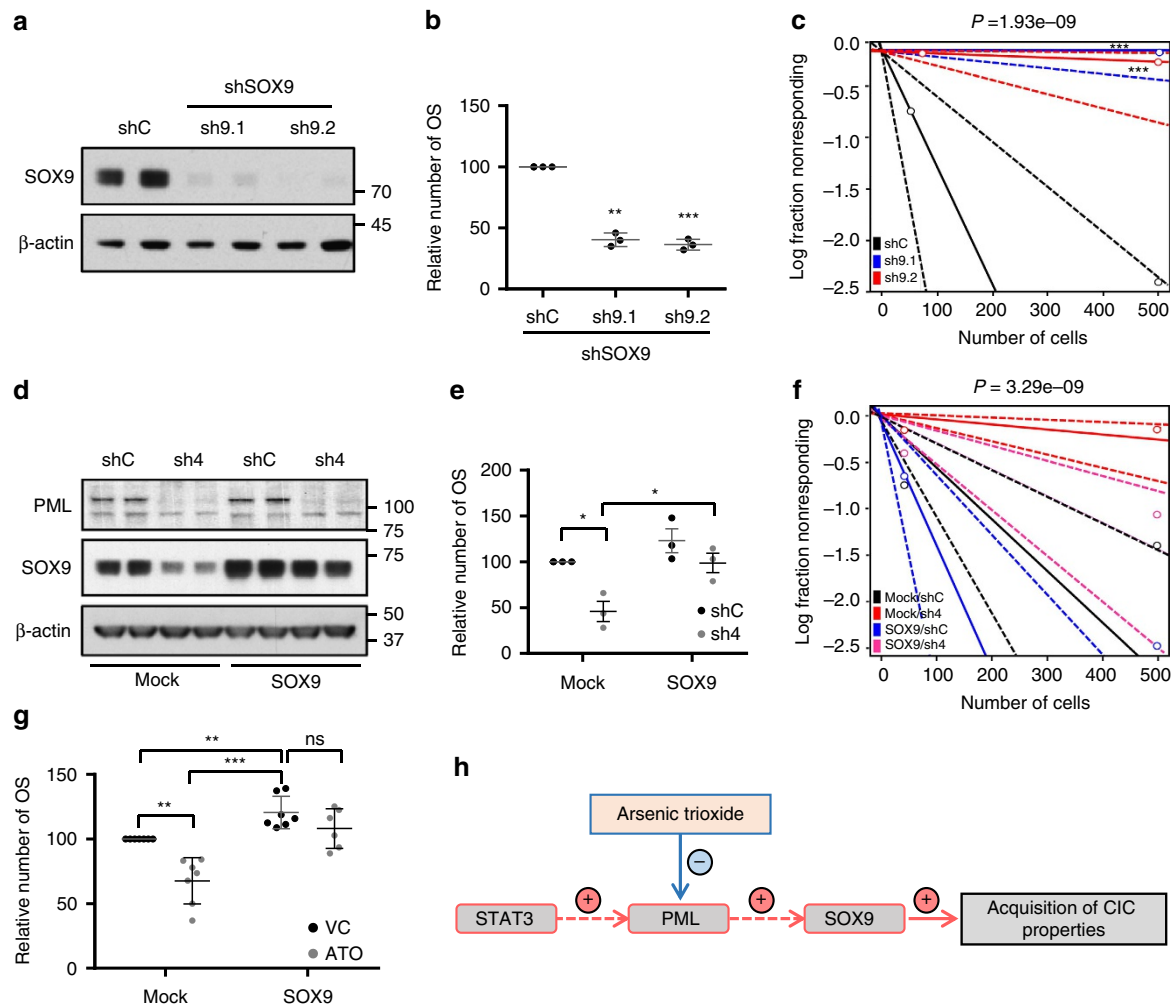 a
shSOX9
shC sh9.1 sh9.2
SOX9
70
45
β-actin
b
Relative number of OS
150
100
50
0
** ***
shC sh9.1 sh9.2
shSOX9
c
P =1.93e–09
Log fraction nonresponding
0.0
–0.5
–1.0
–1.5
–2.0
–2.5
***
***
shC
sh9.1
sh9.2
0 100 200 300 400 500
Number of cells
d
shC sh4 shC sh4
PML
100
75
SOX9
75
β-actin
50
37
Mock SOX9
e
Relative number of OS
200
150
100
50
0
* *
shC
sh4
Mock SOX9
f
P = 3.29e–09
Log fraction nonresponding
0.0
–0.5
–1.0
–1.5
–2.0
–2.5
Mock/shC
Mock/sh4
SOX9/shC
SOX9/sh4
0 100 200 300 400 500
Number of cells
g
Relative number of OS
150
100
50
0
** ns
***
**
VC
ATO
Mock SOX9
h
Arsenic trioxide
–
STAT3 + PML + SOX9 + Acquisition of CIC
properties